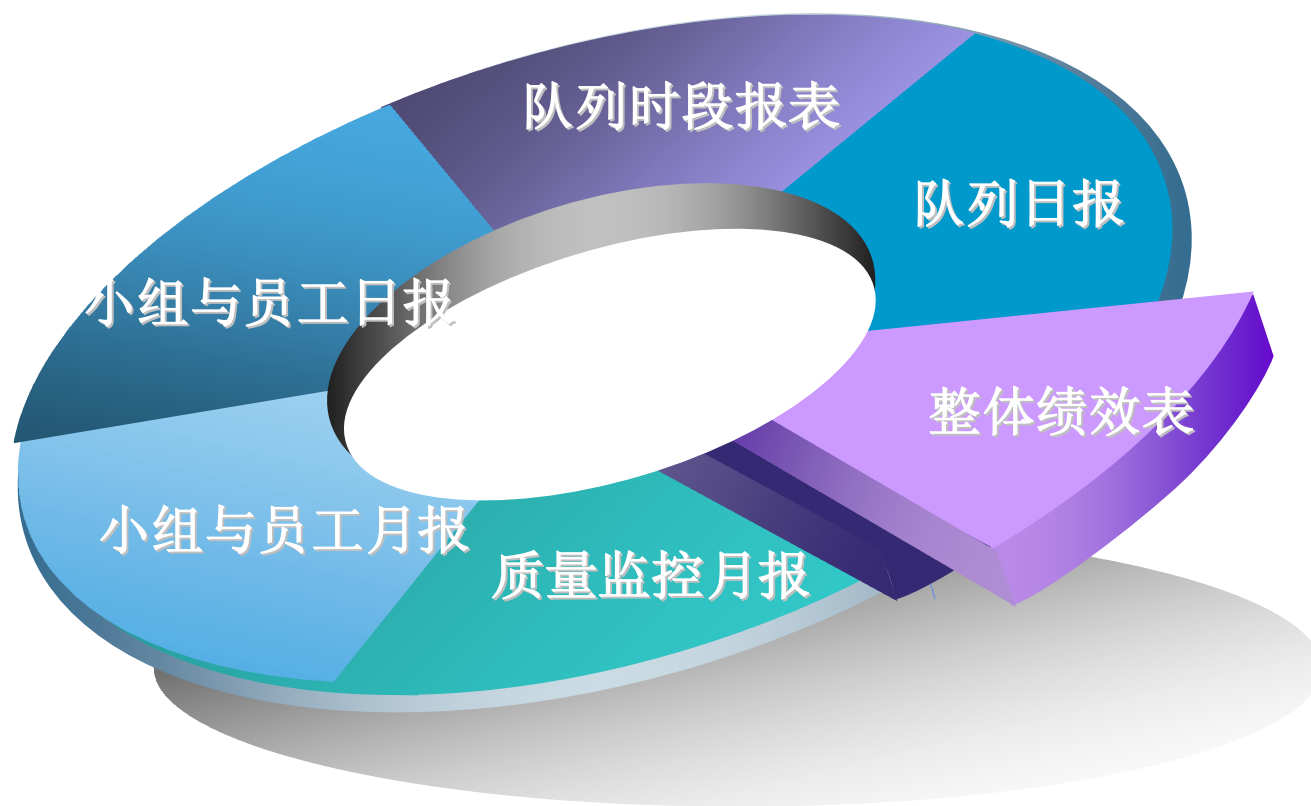 队列时段报表
队列日报
小组与员工日报
整体绩效表
小组与员工月报
质量监控月报